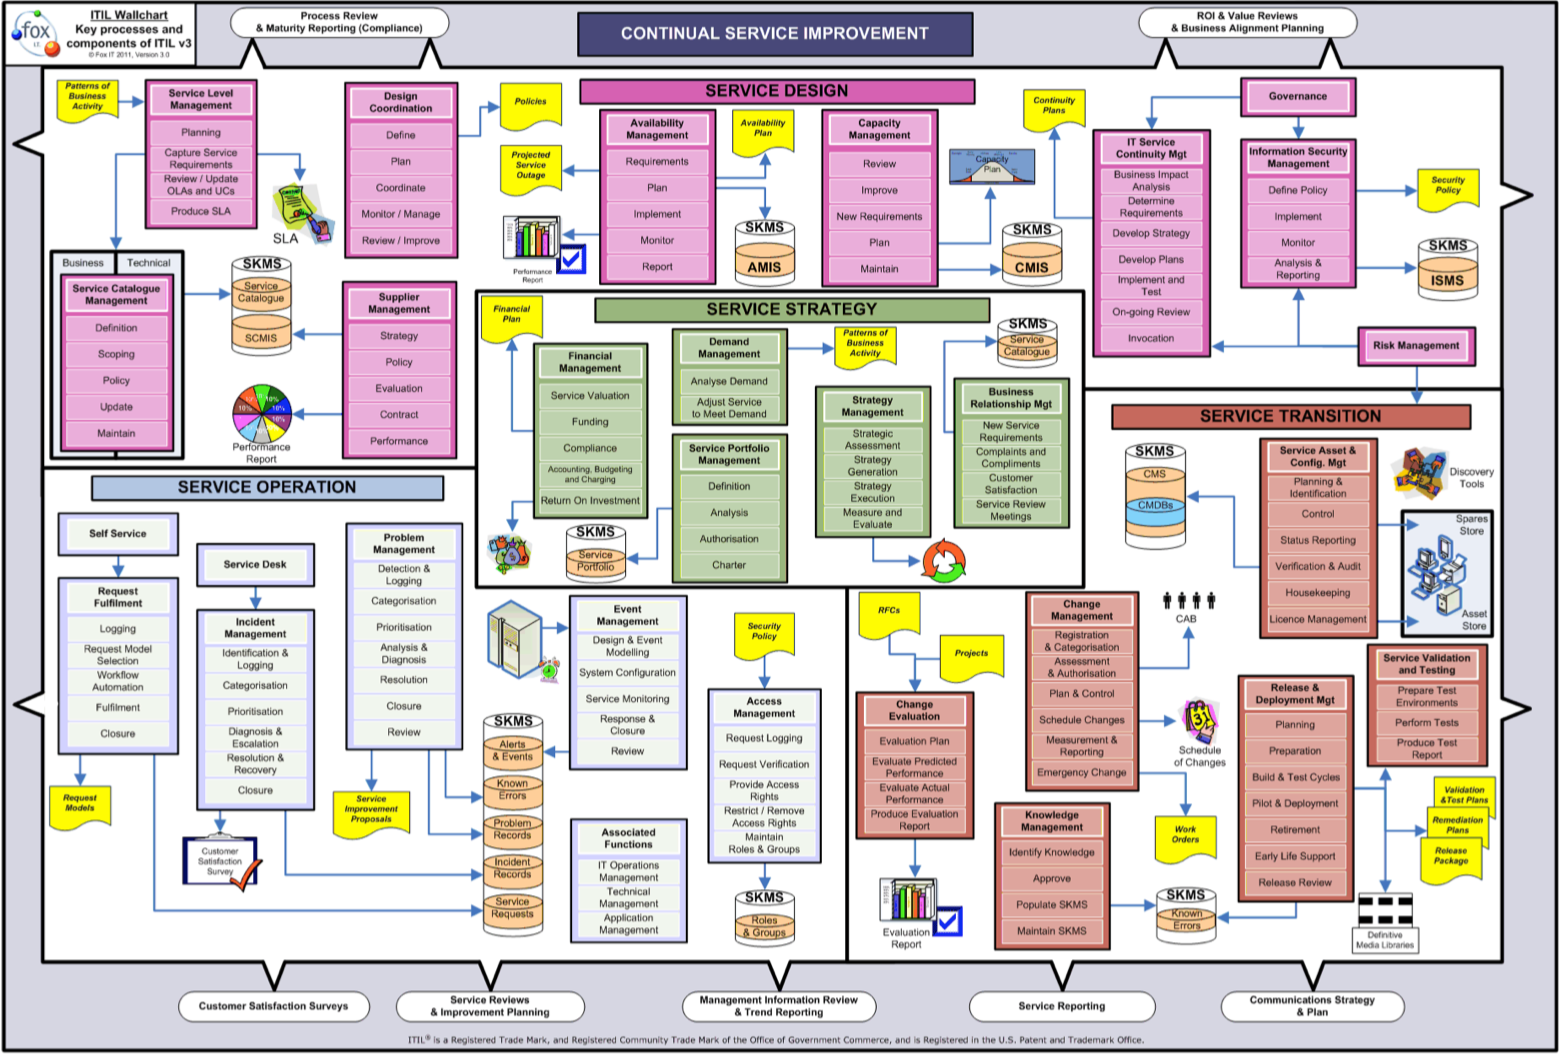 ITIL Wallchart
Key processes and
components of ITIL v3
© Fox IT 2011, Version 3.0
fox
I.T.
Process Review
& Maturity Reporting (Compliance)
CONTINUAL SERVICE IMPROVEMENT
ROI & Value Reviews
& Business Alignment Planning
Patterns of
Business
Activity
Service Level
Management
Planning
Capture Service
Requirements
Review / Update
OLAs and UCs
Produce SLA
SLA
Design
Coordination
Define
Plan
Coordinate
Monitor / Manage
Review / Improve
Policies
Projected
Service
Outage
Performance
Report
SERVICE DESIGN
Availability
Management
Requirements
Plan
Implement
Monitor
Report
Availability
Plan
SKMS
AMIS
Capacity
Management
Review
Improve
New Requirements
Plan
Maintain
Capacity
Plan
SKMS
CMIS
Continuity
Plans
IT Service
Continuity Mgt
Business Impact
Analysis
Determine
Requirements
Develop Strategy
Develop Plans
Implement and
Test
On-going Review
Invocation
Governance
Information Security
Management
Define Policy
Implement
Monitor
Analysis &
Reporting
Security
Policy
SKMS
ISMS
Risk Management
Business
Technical
Service Catalogue
Management
Definition
Scoping
Policy
Update
Maintain
SKMS
Service
Catalogue
SCMIS
Performance
Report
Supplier
Management
Strategy
Policy
Evaluation
Contract
Performance
SERVICE STRATEGY
Financial
Plan
Financial
Management
Service Valuation
Funding
Compliance
Accounting, Budgeting
and Charging
Return On Investment
Demand
Management
Analyse Demand
Adjust Service
to Meet Demand
Patterns of
Business
Activity
Service Portfolio
Management
Definition
Analysis
Authorisation
Charter
SKMS
Service
Portfolio
Strategy
Management
Strategic
Assessment
Strategy
Generation
Strategy
Execution
Measure and
Evaluate
SKMS
Service
Catalogue
Business
Relationship Mgt
New Service
Requirements
Complaints and
Compliments
Customer
Satisfaction
Service Review
Meetings
SERVICE OPERATION
Self Service
Request
Fulfilment
Logging
Request Model
Selection
Workflow
Automation
Fulfilment
Closure
Request
Models
Service Desk
Incident
Management
Identification &
Logging
Categorisation
Prioritisation
Diagnosis &
Escalation
Resolution &
Recovery
Closure
Customer
Satisfaction
Survey
Problem
Management
Detection &
Logging
Categorisation
Prioritisation
Analysis &
Diagnosis
Resolution
Closure
Review
Service
Improvement
Proposals
SKMS
Alerts
& Events
Known
Errors
Problem
Records
Incident
Records
Service
Requests
Event
Management
Design & Event
Modelling
System Configuration
Service Monitoring
Response &
Closure
Review
Associated
Functions
IT Operations
Management
Technical
Management
Application
Management
Security
Policy
Access
Management
Request Logging
Request Verification
Provide Access
Rights
Restrict / Remove
Access Rights
Maintain
Roles & Groups
SKMS
Roles
& Groups
SERVICE TRANSITION
SKMS
CMS
CMDBs
Service Asset &
Config. Mgt
Planning &
Identification
Control
Status Reporting
Verification & Audit
Housekeeping
Licence Management
Discovery
Tools
Spares
Store
Asset
Store
RFCs
Projects
Change
Evaluation
Evaluation Plan
Evaluate Predicted
Performance
Evaluate Actual
Performance
Produce Evaluation
Report
Evaluation
Report
Change
Management
Registration
& Categorisation
Assessment
& Authorisation
Plan & Control
Schedule Changes
Measurement &
Reporting
Emergency Change
CAB
31
Schedule
of Changes
Work
Orders
Knowledge
Management
Identify Knowledge
Approve
Populate SKMS
Maintain SKMS
SKMS
Known
Errors
Release &
Deployment Mgt
Planning
Preparation
Build & Test Cycles
Pilot & Deployment
Retirement
Early Life Support
Release Review
Service Validation
and Testing
Prepare Test
Environments
Perform Tests
Produce Test
Report
Validation
&Test Plans
Remediation
Plans
Release
Package
Definitive
Media Libraries
Customer Satisfaction Surveys
Service Reviews
& Improvement Planning
Management Information Review
& Trend Reporting
Service Reporting
Communications Strategy
& Plan
ITIL® is a Registered Trade Mark, and Registered Community Trade Mark of the Office of Government Commerce, and is Registered in the U.S. Patent and Trademark Office.